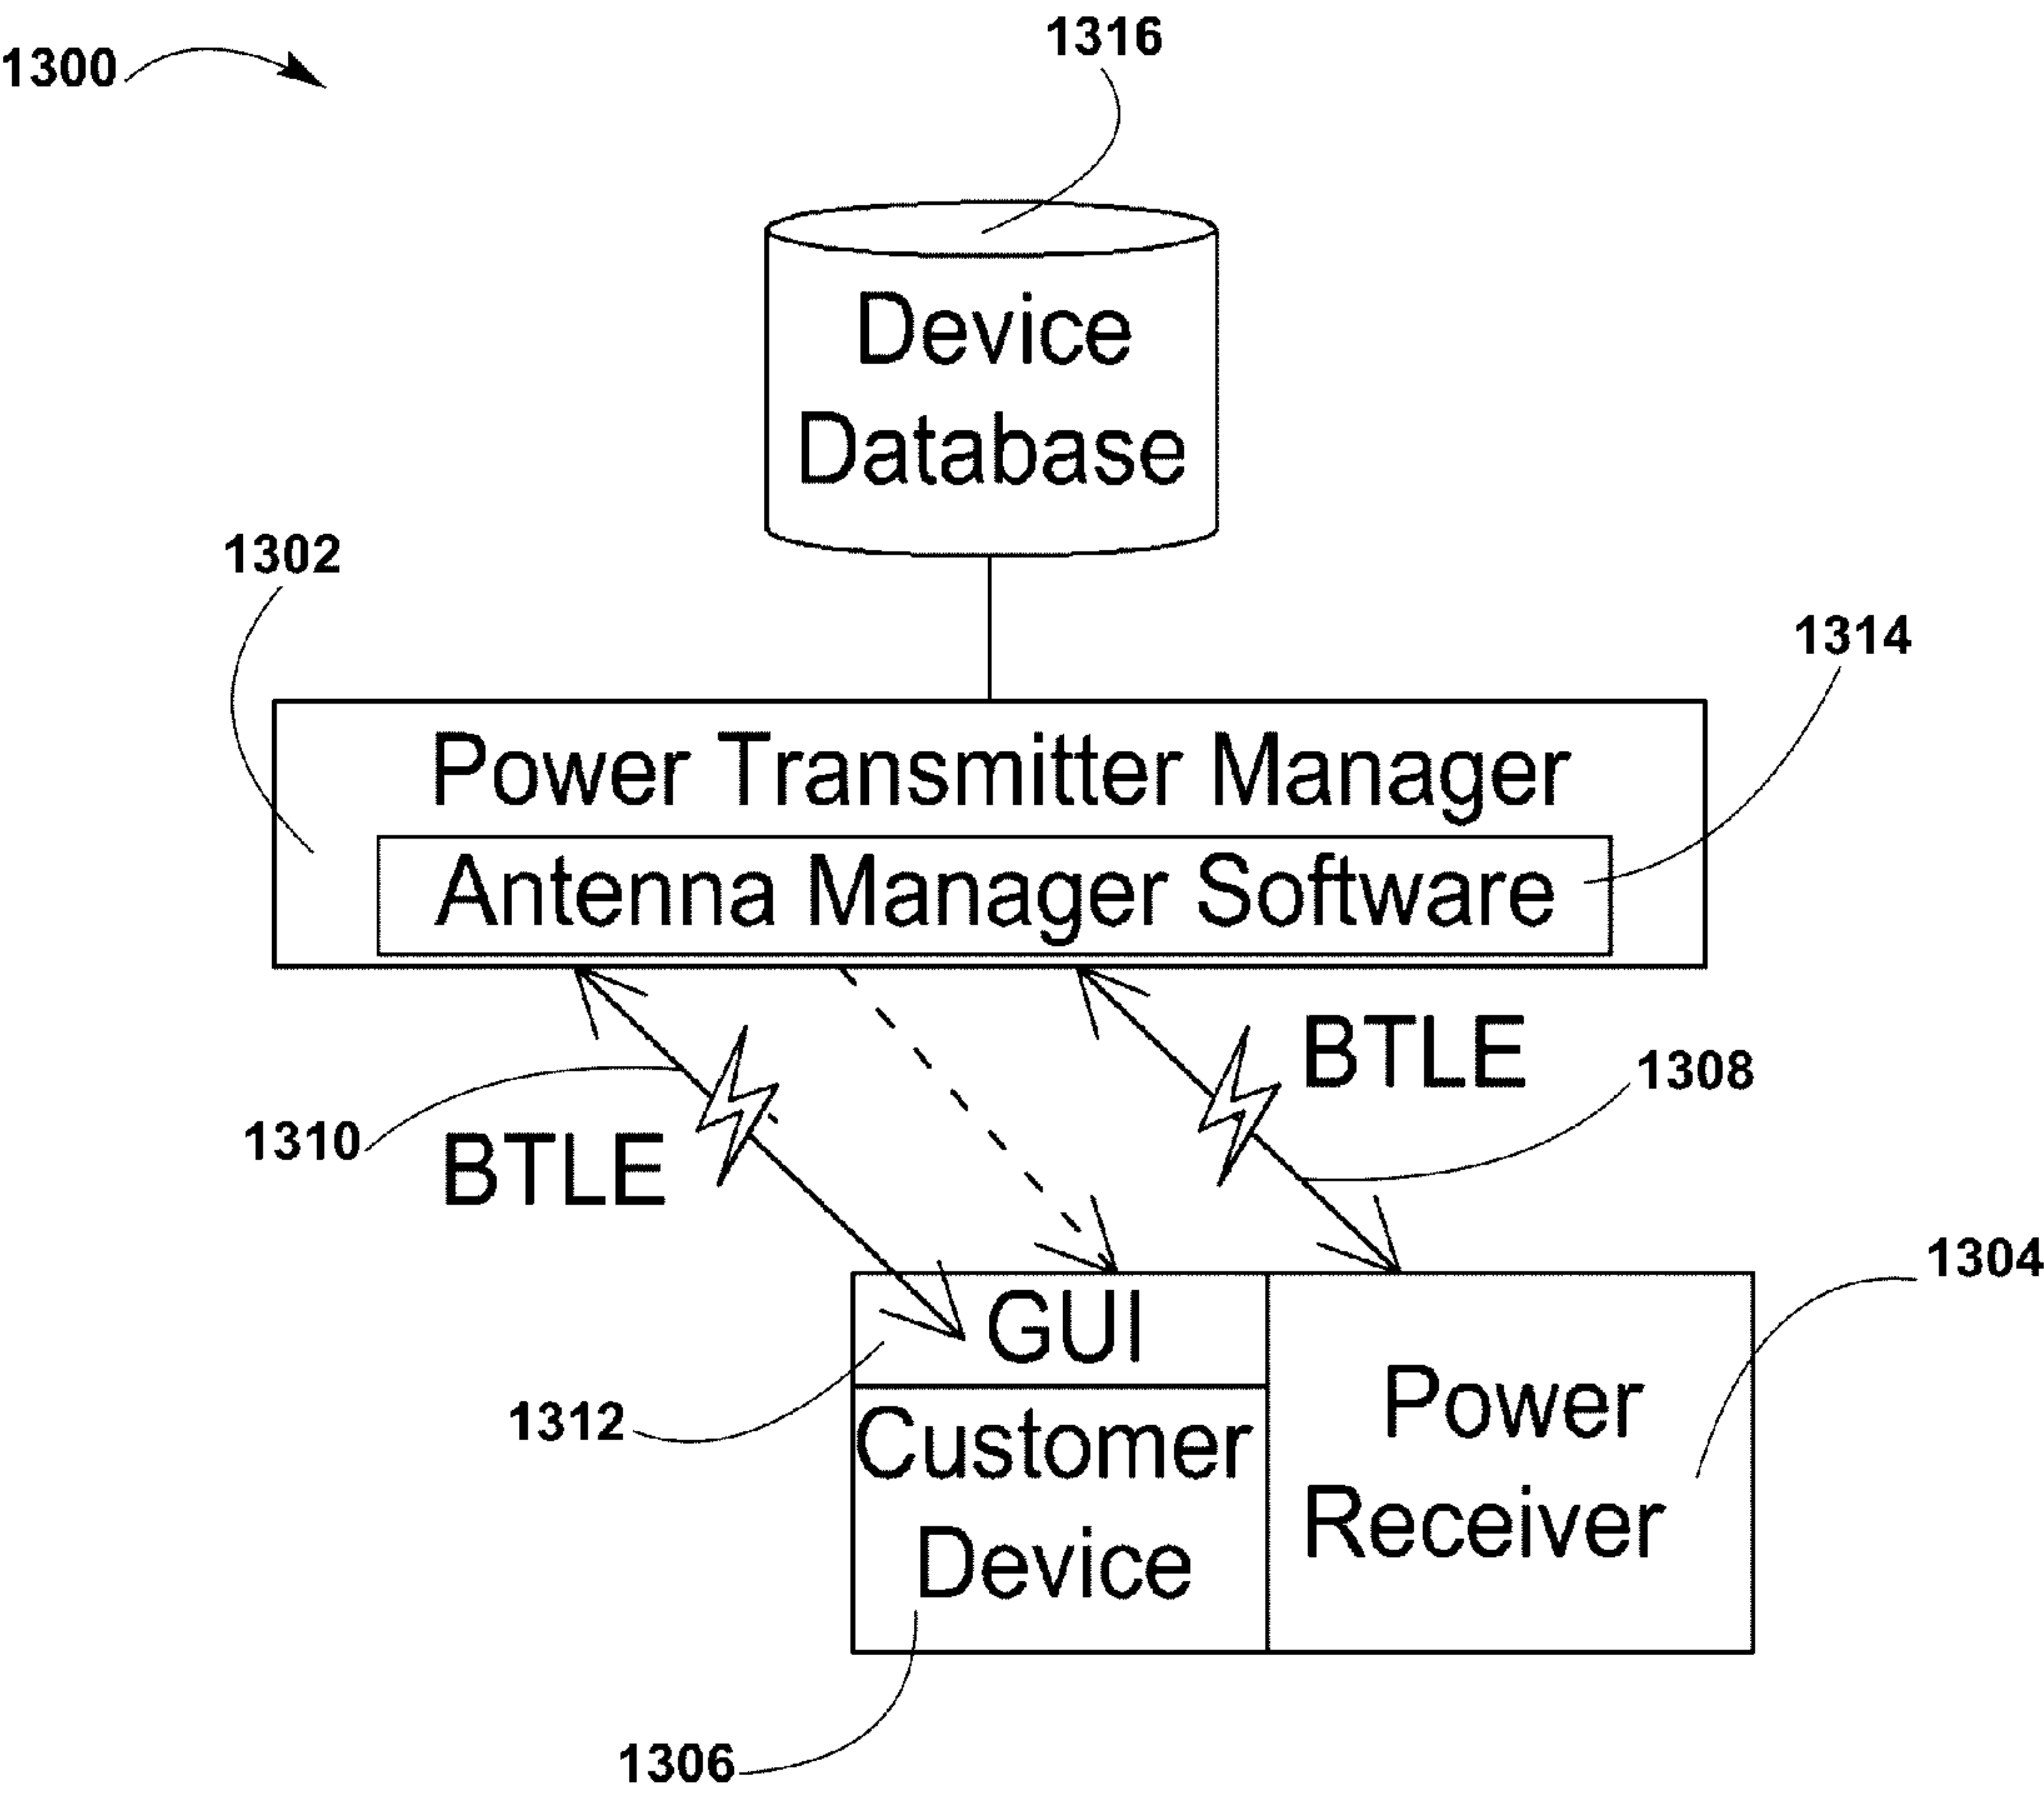 1316
1300
Device
Database
1302
1314
Power Transmitter Manager
Antenna Manager Software
BTLE
1308
1310
BTLE
1304
GUI
1312
Customer
Device
Power
Receiver
1306